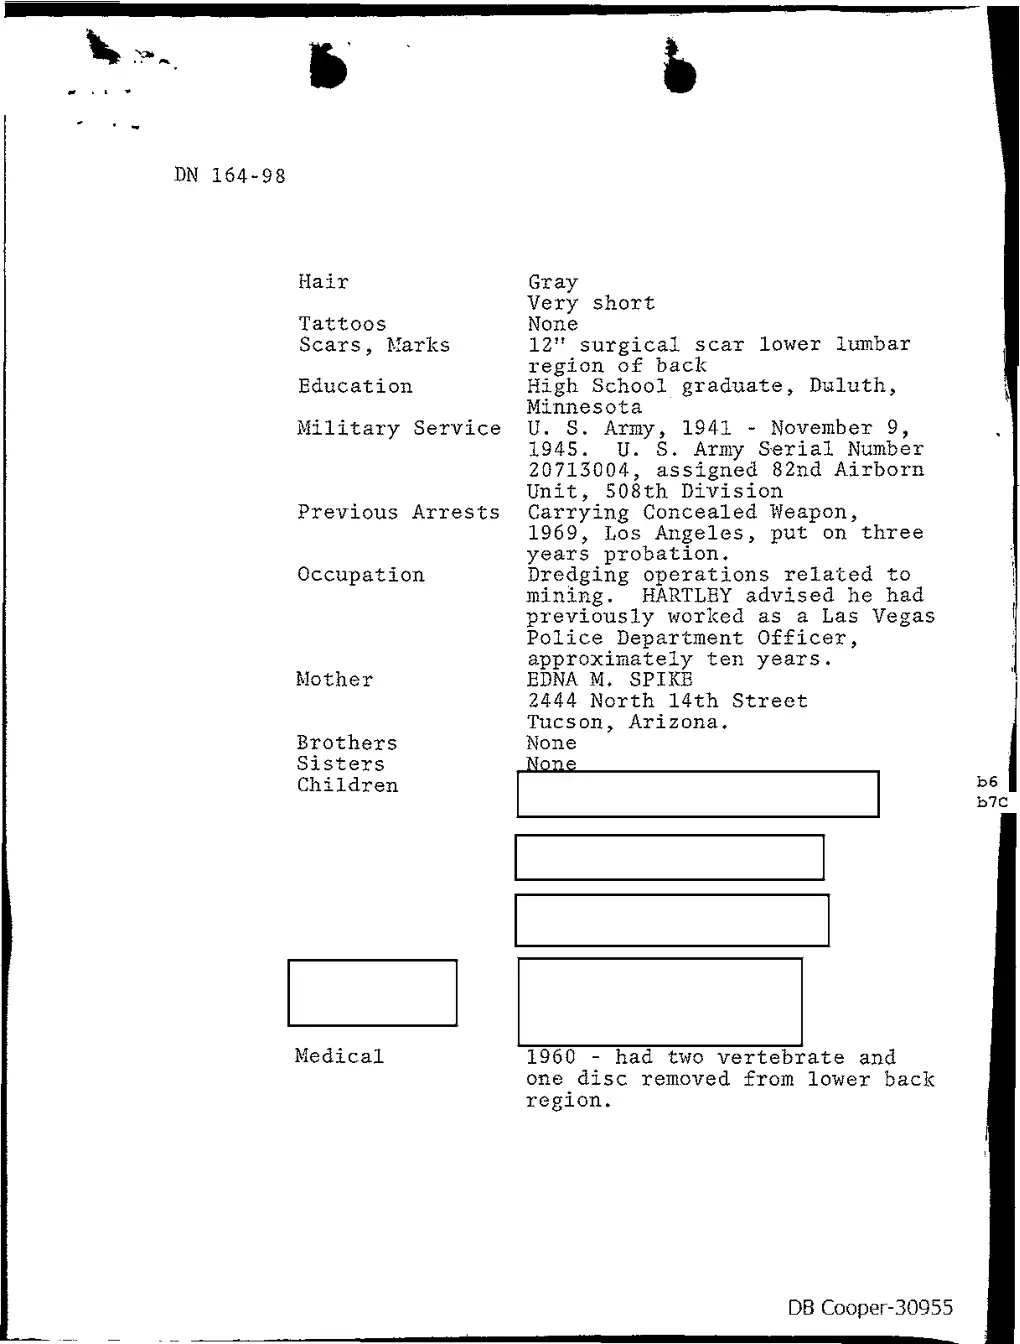 DN 164-98
Hair Gray
Very short
Tattoos None
Scars, Marks 12" surgical scar lower lumbar
region of back
Education High School graduate, Duluth,
Minnesota
Military Service U. S. Army, 1941 - November 9,
1945. U. S. Army Serial Number
20713004, assigned 82nd Airborn
Unit, 508th Division
Previous Arrests Carrying Concealed Weapon,
1969, Los Angeles, put on three
years probation.
Occupation Dredging operations related to
mining. HARTLEY advised he had
previously worked as a Las Vegas
Police Department Officer,
approximately ten years.
Mother EDNA M. SPIKE
2444 North 14th Street
Tucson, Arizona.
Brothers None
Sisters None
Children b6
b7C
Medical 1960 - had two vertebrate and
one disc removed from lower back
region.
DB Cooper-30955